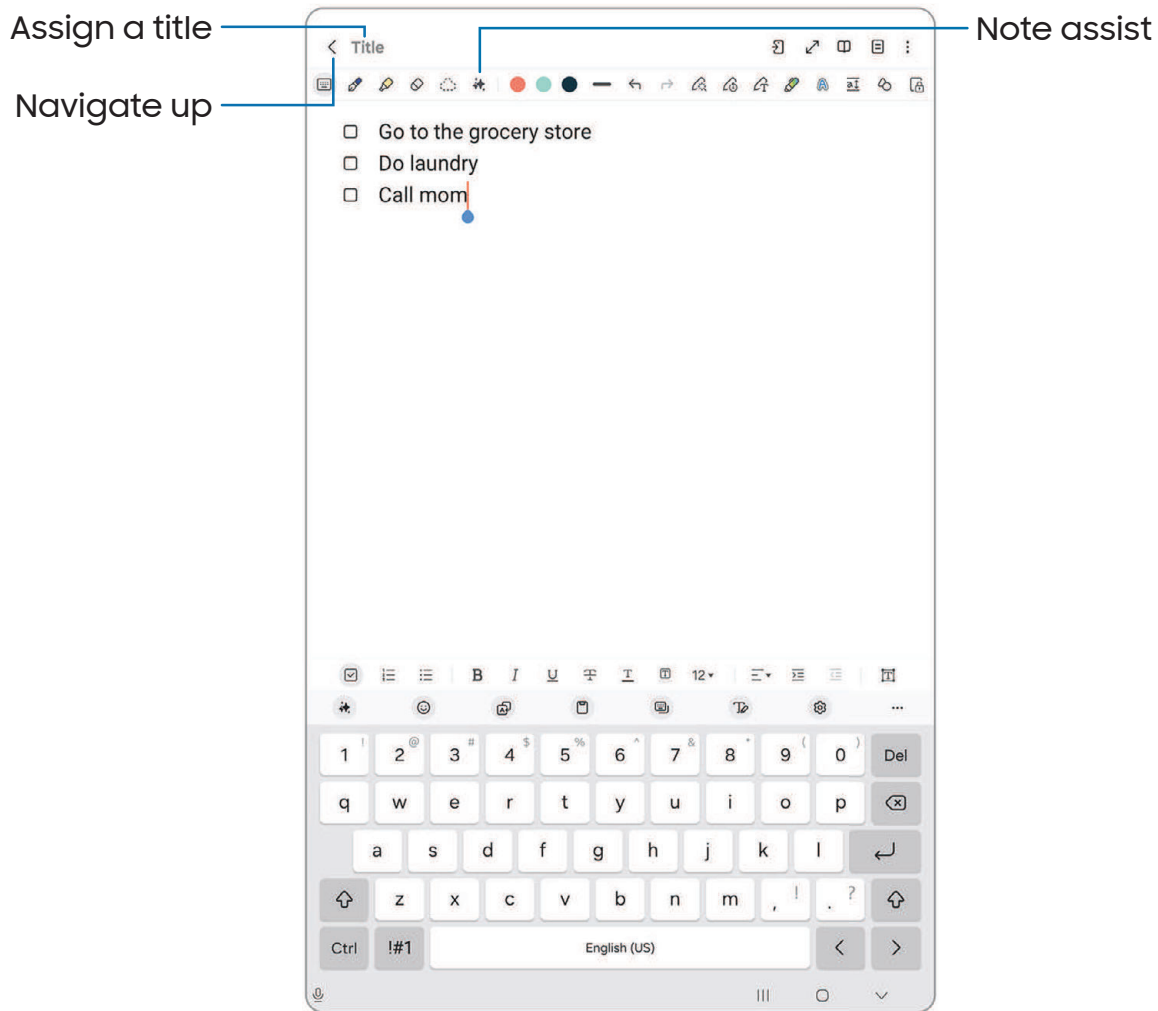 Assign a title
Note assist
Title
Navigate up
Go to the grocery store
Do laundry
Call mom
B I U T T T 12
1 ! 2 @ 3 # 4 $ 5 % 6 ^ 7 & 8 * 9 ( 0 ) Del
q w e r t y u i o p
a s d f g h j k l
z x c v b n m , ! . ?
Ctrl !#1 English (US) < >